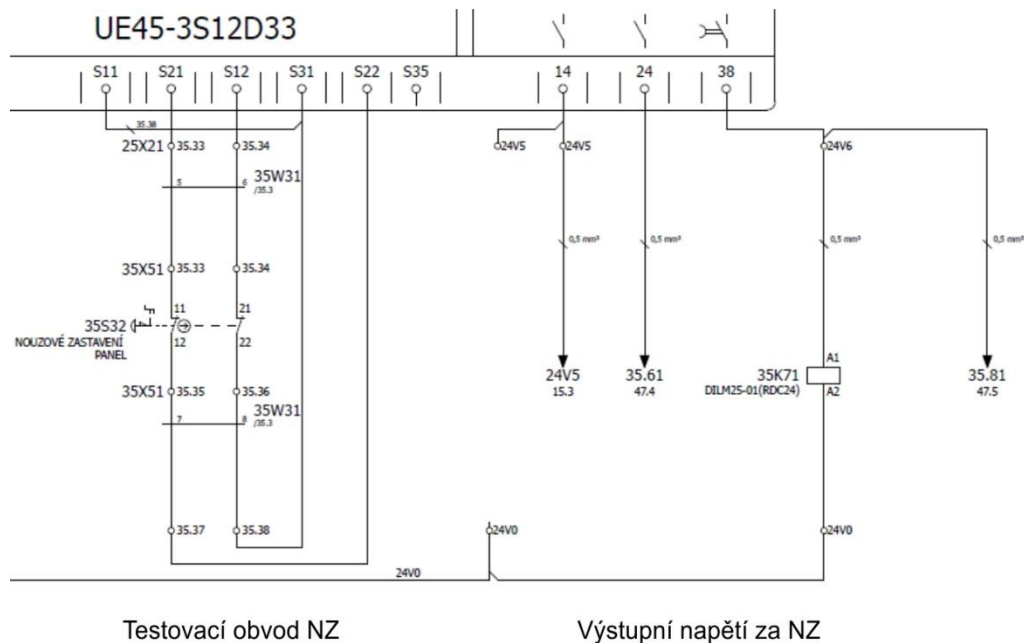 UE45-3S12D33
S11 S21 S12 S31 S22 S35 14 24 38
35.38
25X21 35.33 35.34 24V5 24V5 24V6
5 6 35W31
/35.3
0,5 mm² 0,5 mm² 0,5 mm² 0,5 mm²
35X51 35.33 35.34
11 21
35S32
NOUZOVÉ ZASTAVENÍ
PANEL
12 22
A1
24V5 35.61 35K71 35.81
15.3 47.4 DILM25-01(RDC24) A2 47.5
35X51 35.35 35.36
35W31
7 8 /35.3
35.37 35.38 24V0 24V0
24V0
Testovací obvod NZ Výstupní napětí za NZ